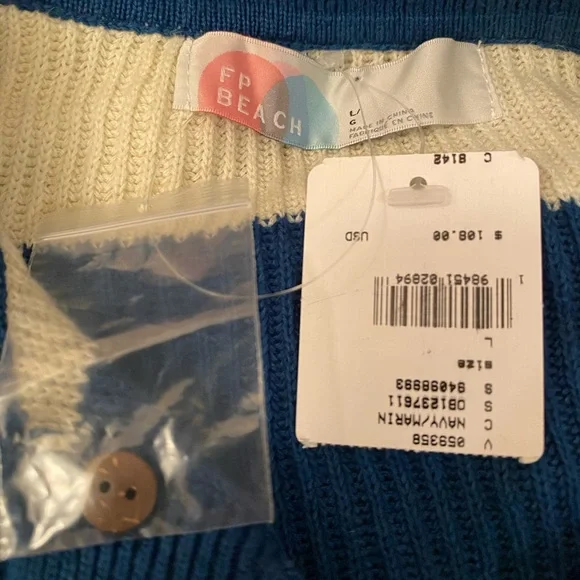 FP
BEACH
L/
G
MADE IN CHINA
FABRIQUÉ EN CHINE
V 059358
C NAVY/MARIN
S OB1237611
S 94098993
size
L
1 98451 02894
$ 108.00 USD
C 8142